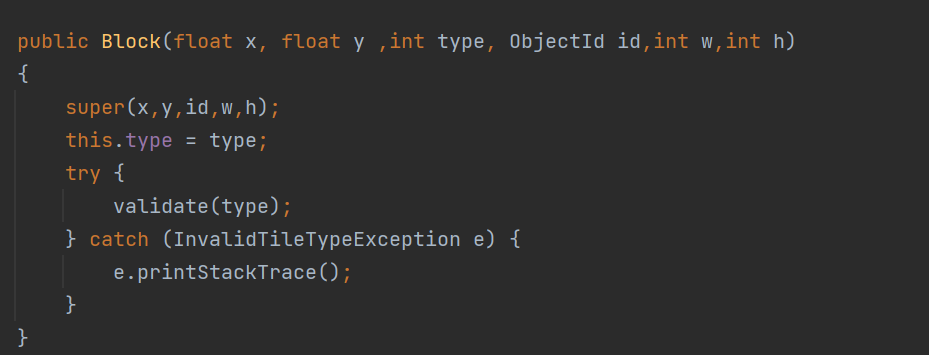 public Block(float x, float y ,int type, ObjectId id,int w,int h)
{
super(x,y,id,w,h);
this.type = type;
try {
validate(type);
} catch (InvalidTileTypeException e) {
e.printStackTrace();
}
}